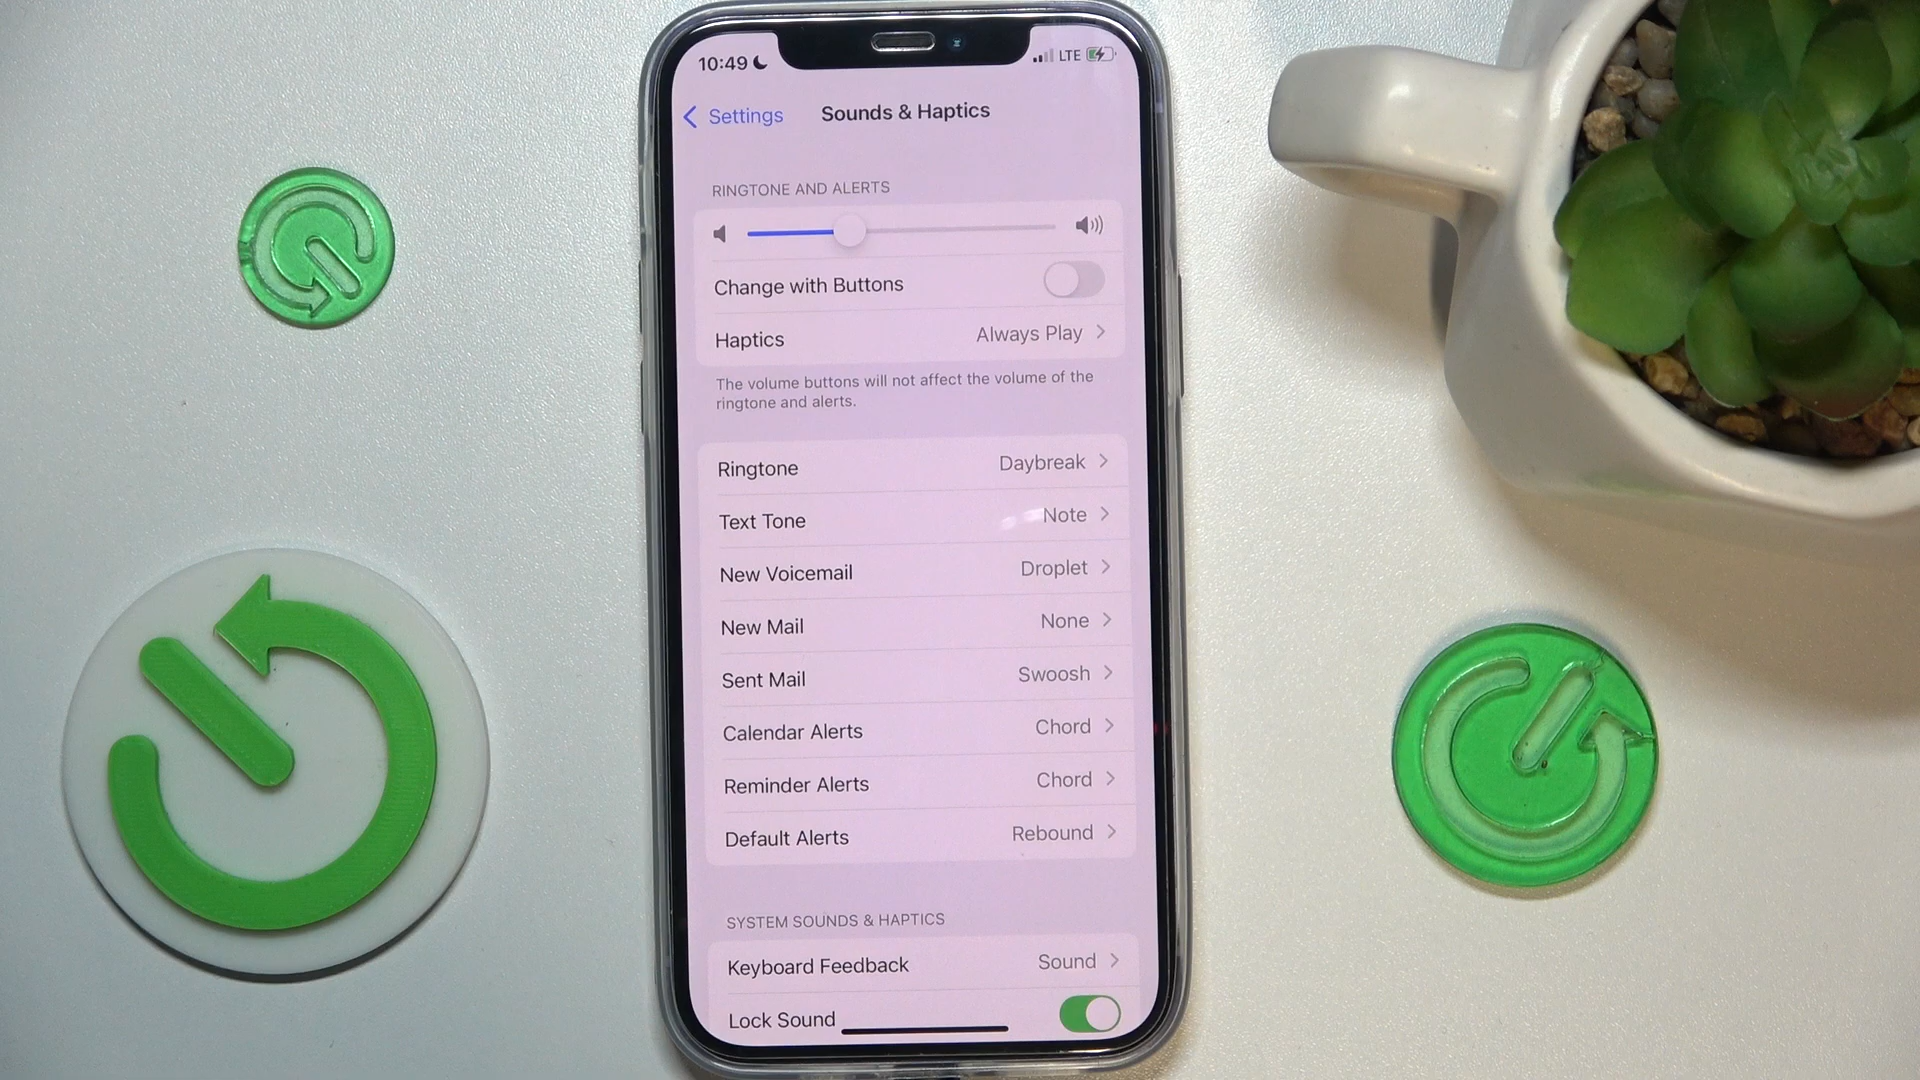 10:49
LTE
Settings
Sounds & Haptics
RINGTONE AND ALERTS
Change with Buttons
Haptics Always Play
The volume buttons will not affect the volume of the
ringtone and alerts.
Ringtone Daybreak
Text Tone Note
New Voicemail Droplet
New Mail None
Sent Mail Swoosh
Calendar Alerts Chord
Reminder Alerts Chord
Default Alerts Rebound
SYSTEM SOUNDS & HAPTICS
Keyboard Feedback Sound
Lock Sound